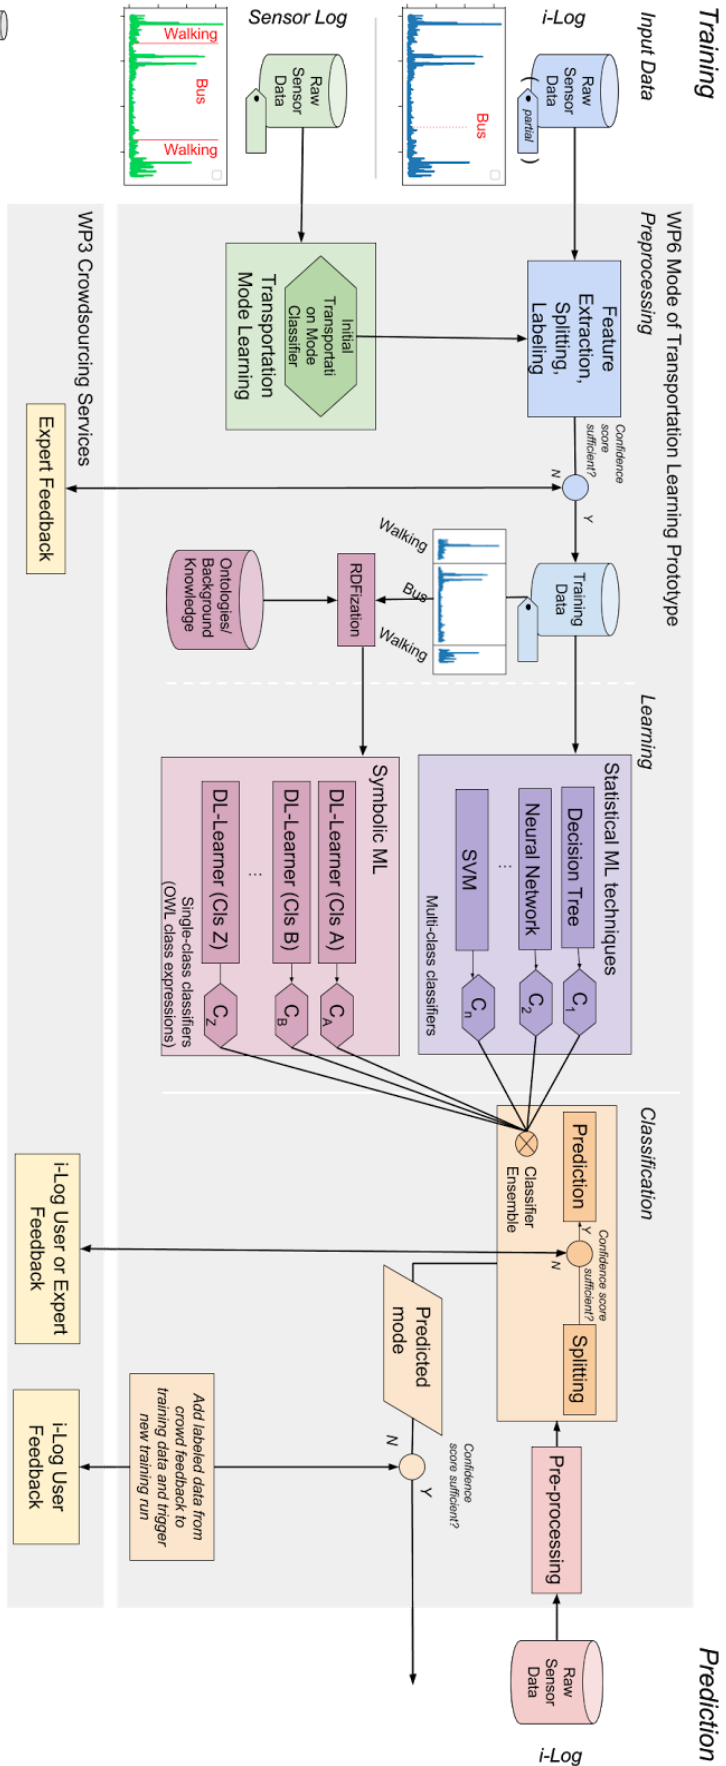 Training
Prediction
Input Data
WP6 Mode of Transportation Learning Prototype
Preprocessing
Learning
Classification
i-Log
Raw
Sensor
Data
( partial )
Bus
Feature
Extraction,
Splitting,
Labeling
Confidence
score
sufficient?
N
Y
Training
Data
Walking
Bus
Walking
Statistical ML techniques
Decision Tree
C1
Neural Network
C2
...
SVM
Cn
Multi-class classifiers
Prediction
Y
Confidence score
sufficient?
N
Splitting
Classifier
Ensemble
Pre-processing
Raw
Sensor
Data
i-Log
Sensor Log
Raw
Sensor
Data
Walking
Bus
Walking
Initial
Transportati
on Mode
Classifier
Transportation
Mode Learning
RDFization
Ontologies/
Background
Knowledge
Symbolic ML
DL-Learner (Cls A)
CA
DL-Learner (Cls B)
CB
...
DL-Learner (Cls Z)
CZ
Single-class classifiers
(OWL class expressions)
Predicted
mode
Confidence
score sufficient?
N
Y
Add labeled data from
crowd feedback to
training data and trigger
new training run
WP3 Crowdsourcing Services
Expert Feedback
i-Log User or Expert
Feedback
i-Log User
Feedback